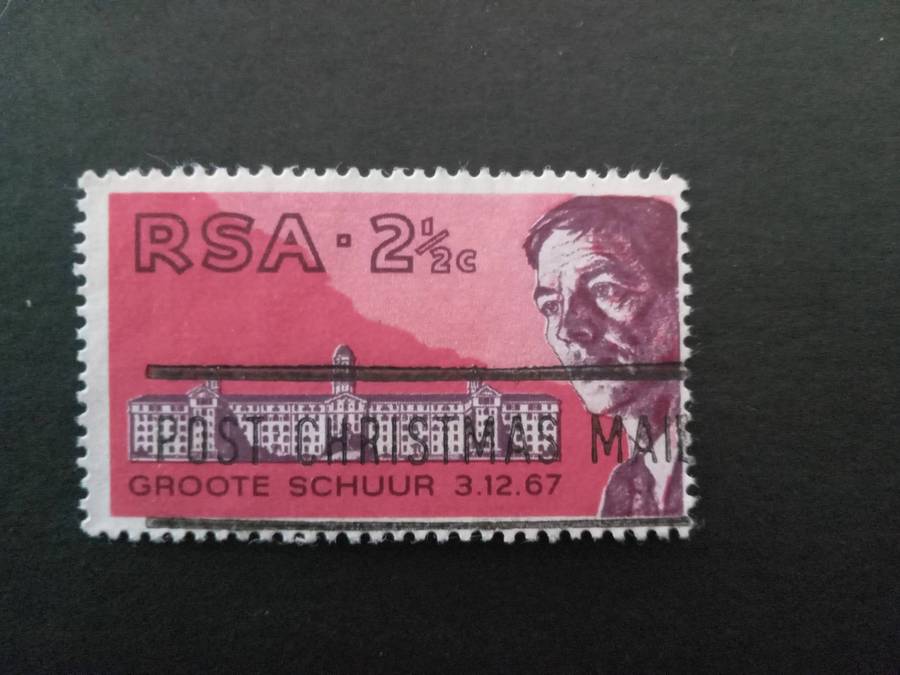 RSA · 2½c
POST CHRISTMAS MAIL
GROOTE SCHUUR 3.12.67